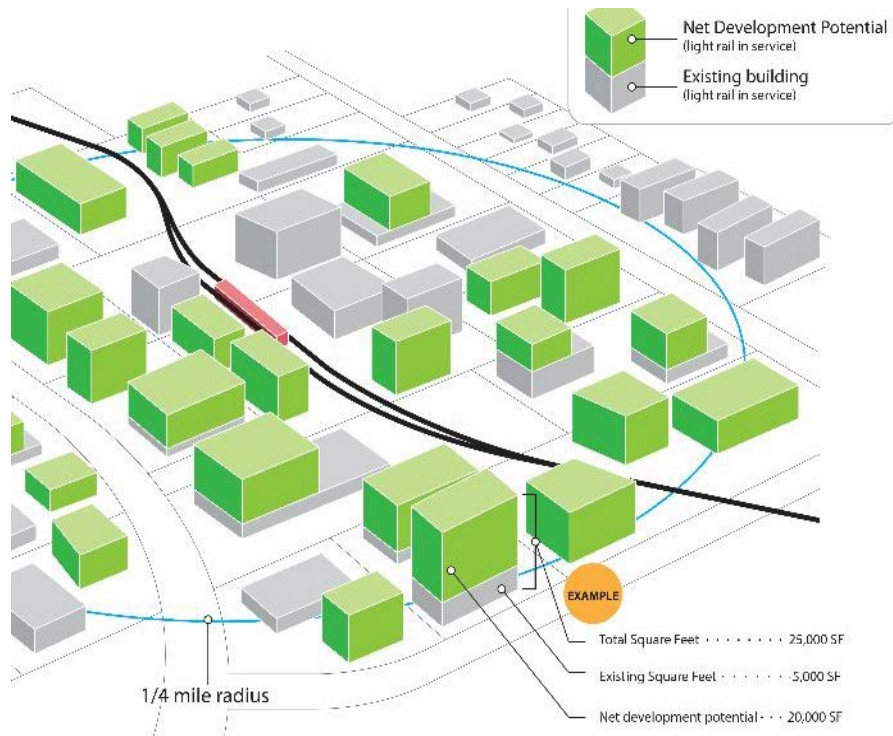 Net Development Potential
(light rail in service)
Existing building
(light rail in service)
EXAMPLE
Total Square Feet · · · · · · · · 25,000 SF
Existing Square Feet · · · · · · -5,000 SF
Net development potential · · · 20,000 SF
1/4 mile radius